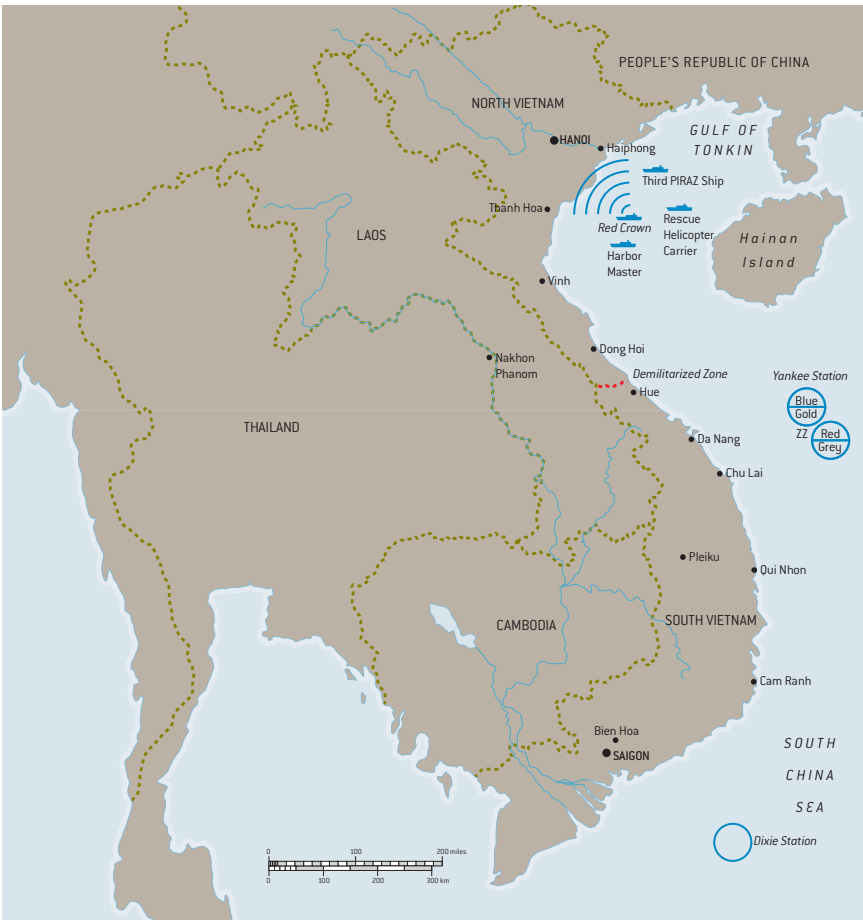 PEOPLE'S REPUBLIC OF CHINA
NORTH VIETNAM
GULF OF
TONKIN
HANOI
Haiphong
Third PIRAZ Ship
Thanh Hoa
Red Crown
Rescue
Helicopter
Carrier
Harbor
Master
Hainan
Island
LAOS
Vinh
Dong Hoi
Nakhon
Phanom
Demilitarized Zone
Hue
Yankee Station
Blue
Gold
ZZ
Red
Grey
THAILAND
Da Nang
Chu Lai
Pleiku
Qui Nhon
CAMBODIA
SOUTH VIETNAM
Cam Ranh
Bien Hoa
SAIGON
SOUTH
CHINA
SEA
Dixie Station
0 100 200 miles
0 100 200 300 km